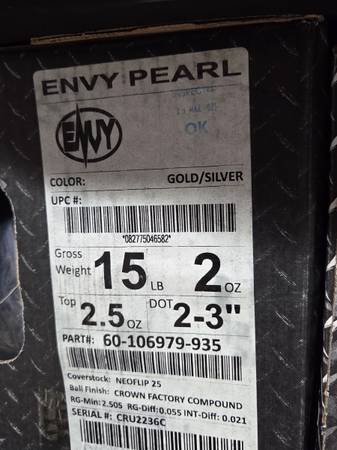 ENVY PEARL
INSPECTED
OK
ENVY
COLOR: GOLD/SILVER
UPC #:
*082775046582*
Gross Weight 15 LB 2 OZ
Top 2.5 OZ DOT 2-3"
PART#: 60-106979-935
Coverstock: NEOFLIP 25
Ball Finish: CROWN FACTORY COMPOUND
RG-Min: 2.505 RG-Diff: 0.055 INT-Diff: 0.021
SERIAL #: CRU2236C